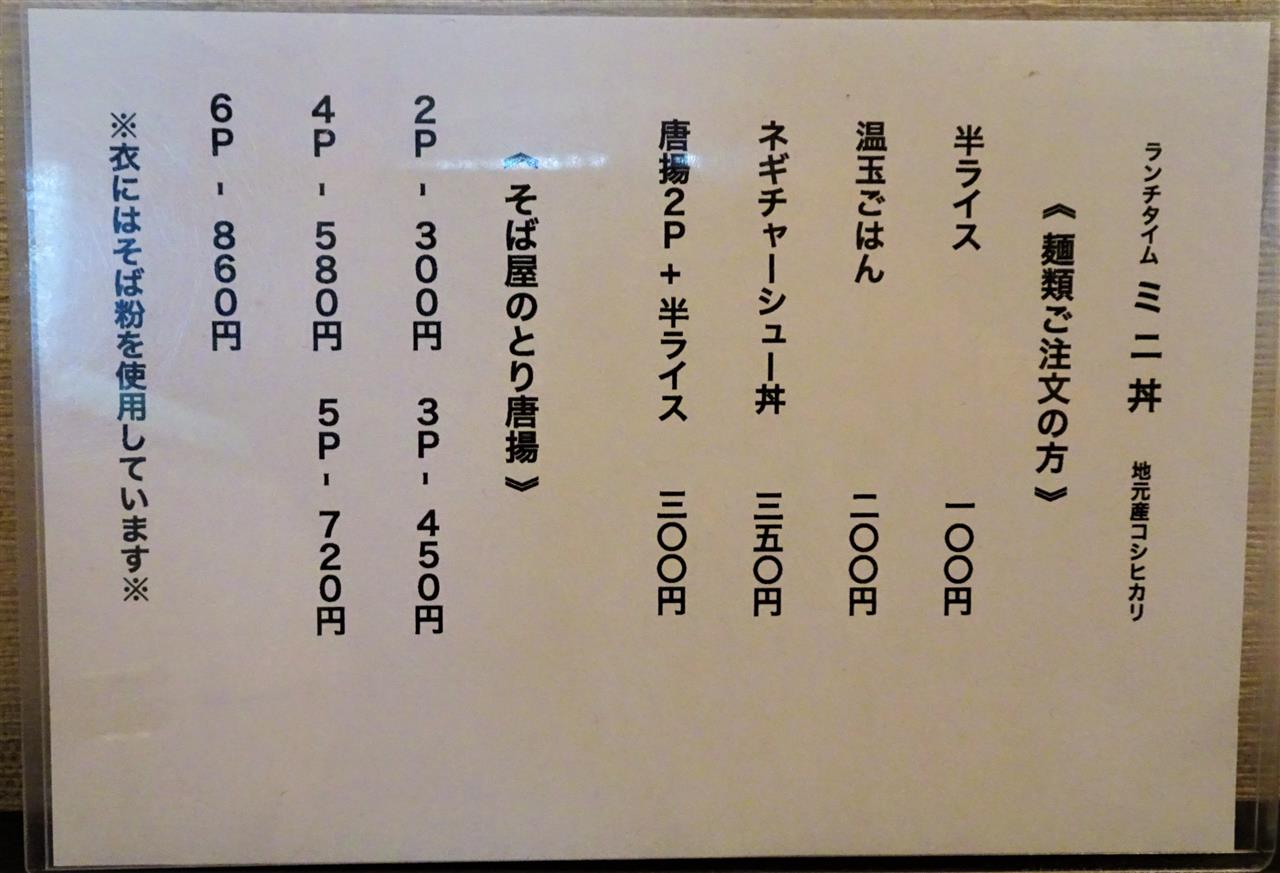 ランチタイム ミニ丼 地元産コシヒカリ
《 麺類ご注文の方 》
半ライス 一〇〇円
温玉ごはん 二〇〇円
ネギチャーシュー丼 三五〇円
唐揚2P+半ライス 三〇〇円
《 そば屋のとり唐揚 》
2P - 300円 3P - 450円
4P - 580円 5P - 720円
6P - 860円
※衣にはそば粉を使用しています※